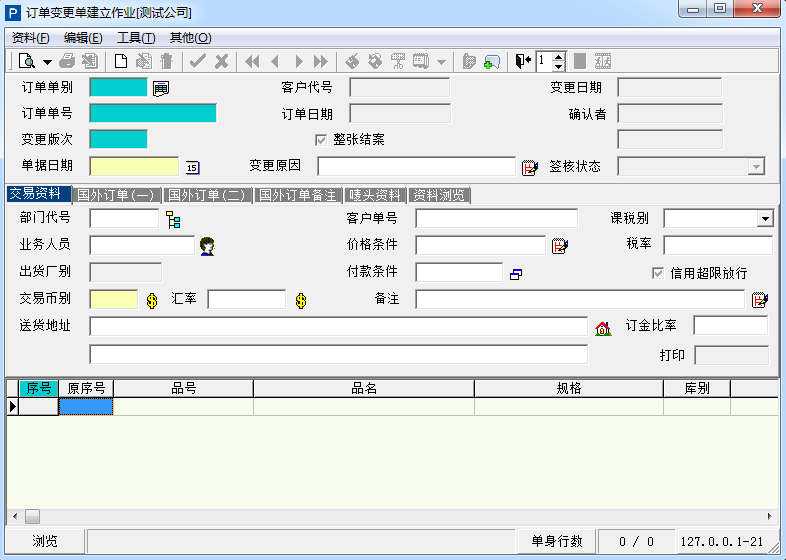 P 订单变更单建立作业[测试公司]
资料(F) 编辑(E) 工具(T) 其他(O)
1
订单单别 客户代号 变更日期
订单单号 订单日期 确认者
变更版次 整张结案
单据日期 15 变更原因 签核状态
交易资料 国外订单(一) 国外订单(二) 国外订单备注 唛头资料 资料浏览
部门代号 客户单号 课税别
业务人员 价格条件 税率
出货厂别 付款条件 信用超限放行
交易币别 $ 汇率 $ 备注
送货地址 订金比率
打印
序号 原序号 品号 品名 规格 库别
浏览 单身行数 0 / 0 127.0.0.1-21